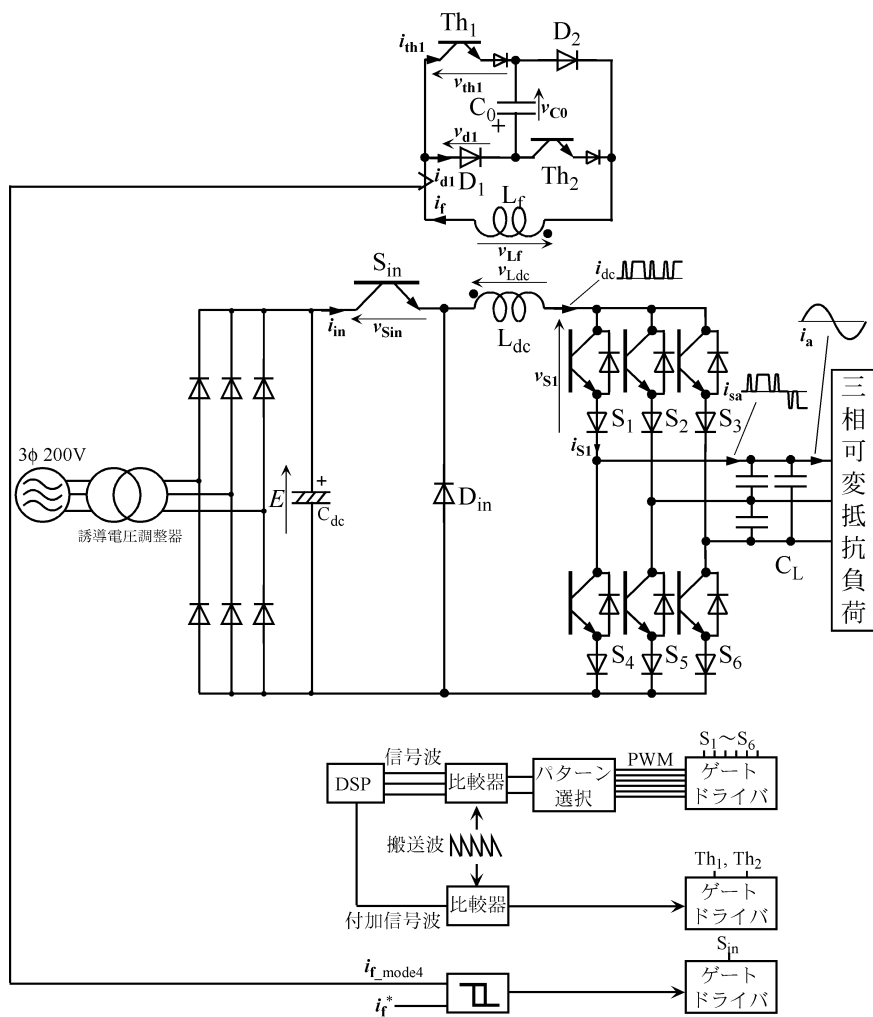 Th1
ith1
D2
vth1
C0
+
vC0
vd1
id1
D1
Th2
if
Lf
vLf
Sin
vLdc
idc
iin
vSin
Ldc
ia
vS1
isa
S1
S2
S3
iS1
3ϕ 200V
誘導電圧調整器
E
+
Cdc
Din
CL
三相可変抵抗負荷
S4
S5
S6
S1～S6
信号波
PWM
DSP
比較器
パターン
選択
ゲート
ドライバ
搬送波
Th1, Th2
付加信号波
比較器
ゲート
ドライバ
Sin
if_mode4
if*
ゲート
ドライバ